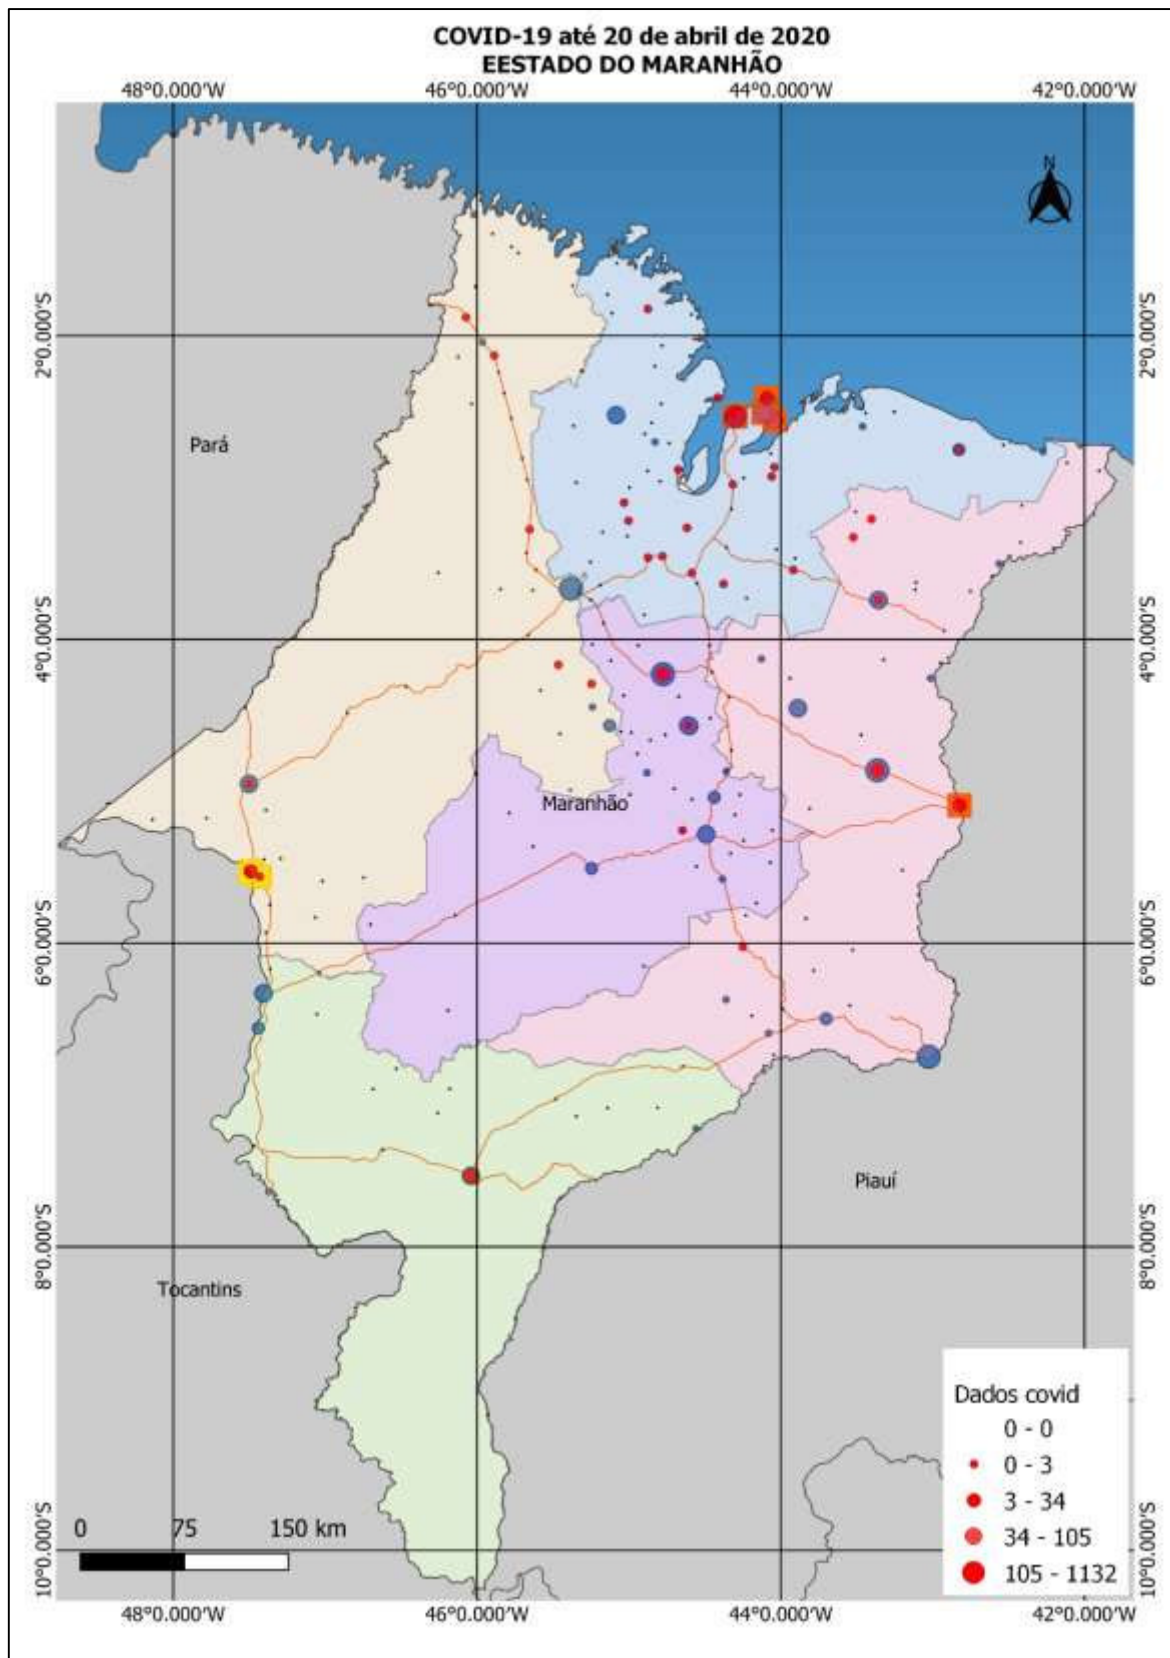 COVID-19 até 20 de abril de 2020
EESTADO DO MARANHÃO
48°0.000'W 46°0.000'W 44°0.000'W 42°0.000'W
N
2°0.000'S 2°0.000'S
Pará
4°0.000'S 4°0.000'S
Maranhão
6°0.000'S 6°0.000'S
Piauí
8°0.000'S 8°0.000'S
Tocantins
Dados covid
0 - 0
0 - 3
3 - 34
34 - 105
105 - 1132
0 75 150 km
10°0.000'S 10°0.000'S
48°0.000'W 46°0.000'W 44°0.000'W 42°0.000'W